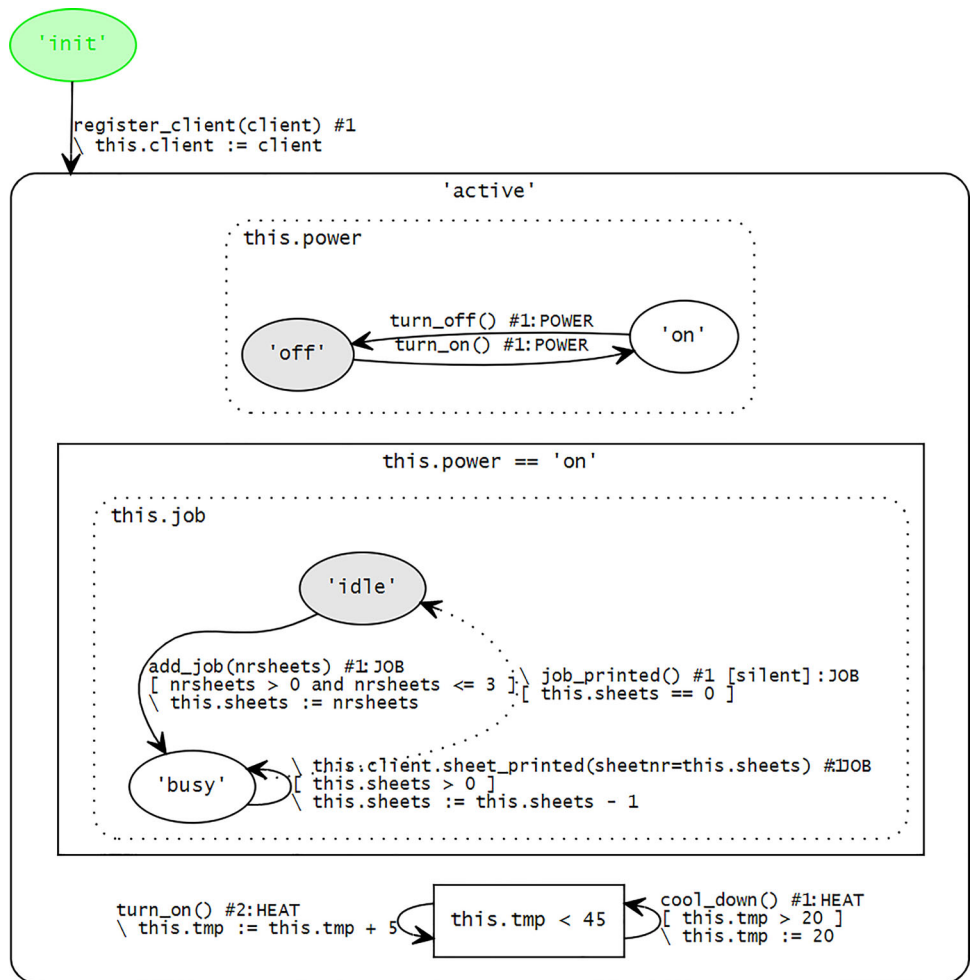 'init'
register_client(client) #1
\ this.client := client
'active'
this.power
turn_off() #1:POWER
'on'
'off'
turn_on() #1:POWER
this.power == 'on'
this.job
'idle'
add_job(nrsheets) #1:JOB
[ nrsheets > 0 and nrsheets <= 3 ]
\ this.sheets := nrsheets
\ job_printed() #1 [silent]:JOB
[ this.sheets == 0 ]
'busy'
\ this.client.sheet_printed(sheetnr=this.sheets) #1JOB
[ this.sheets > 0 ]
\ this.sheets := this.sheets - 1
turn_on() #2:HEAT
\ this.tmp := this.tmp + 5
this.tmp < 45
cool_down() #1:HEAT
[ this.tmp > 20 ]
\ this.tmp := 20